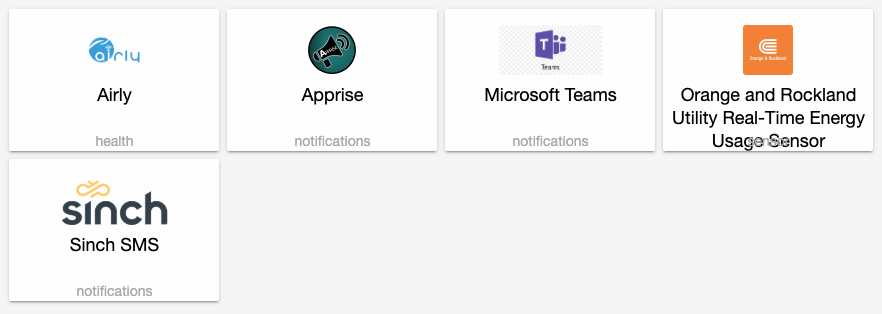 airly
Airly
health
Apprise
notifications
Teams
Microsoft Teams
notifications
Orange & Rockland
Orange and Rockland
Utility Real-Time Energy
Usage Sensor
sensor
sinch
Sinch SMS
notifications